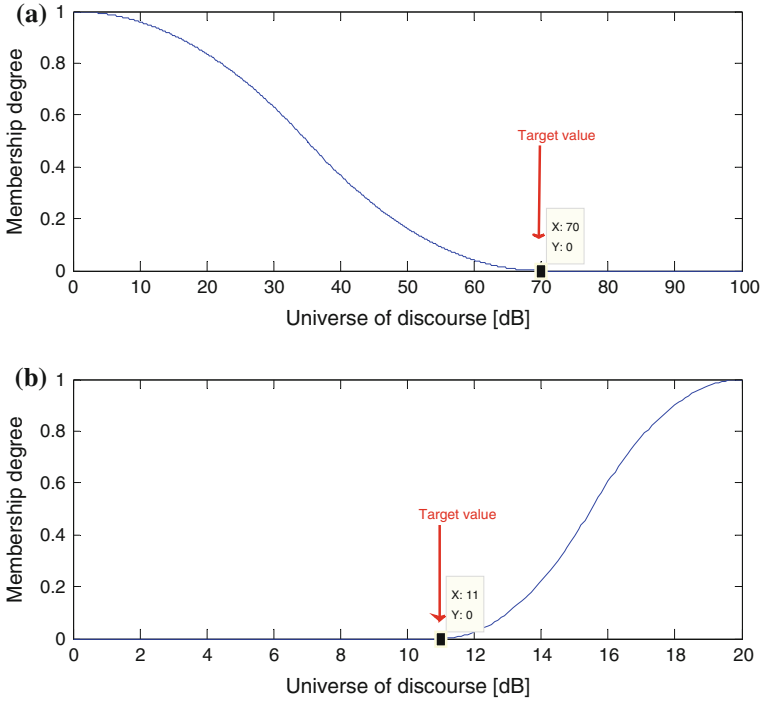 (a)
Membership degree
1
0.8
0.6
0.4
0.2
0
Target value
X: 70
Y: 0
0 10 20 30 40 50 60 70 80 90 100
Universe of discourse [dB]
(b)
Membership degree
1
0.8
0.6
0.4
0.2
0
Target value
X: 11
Y: 0
0 2 4 6 8 10 12 14 16 18 20
Universe of discourse [dB]